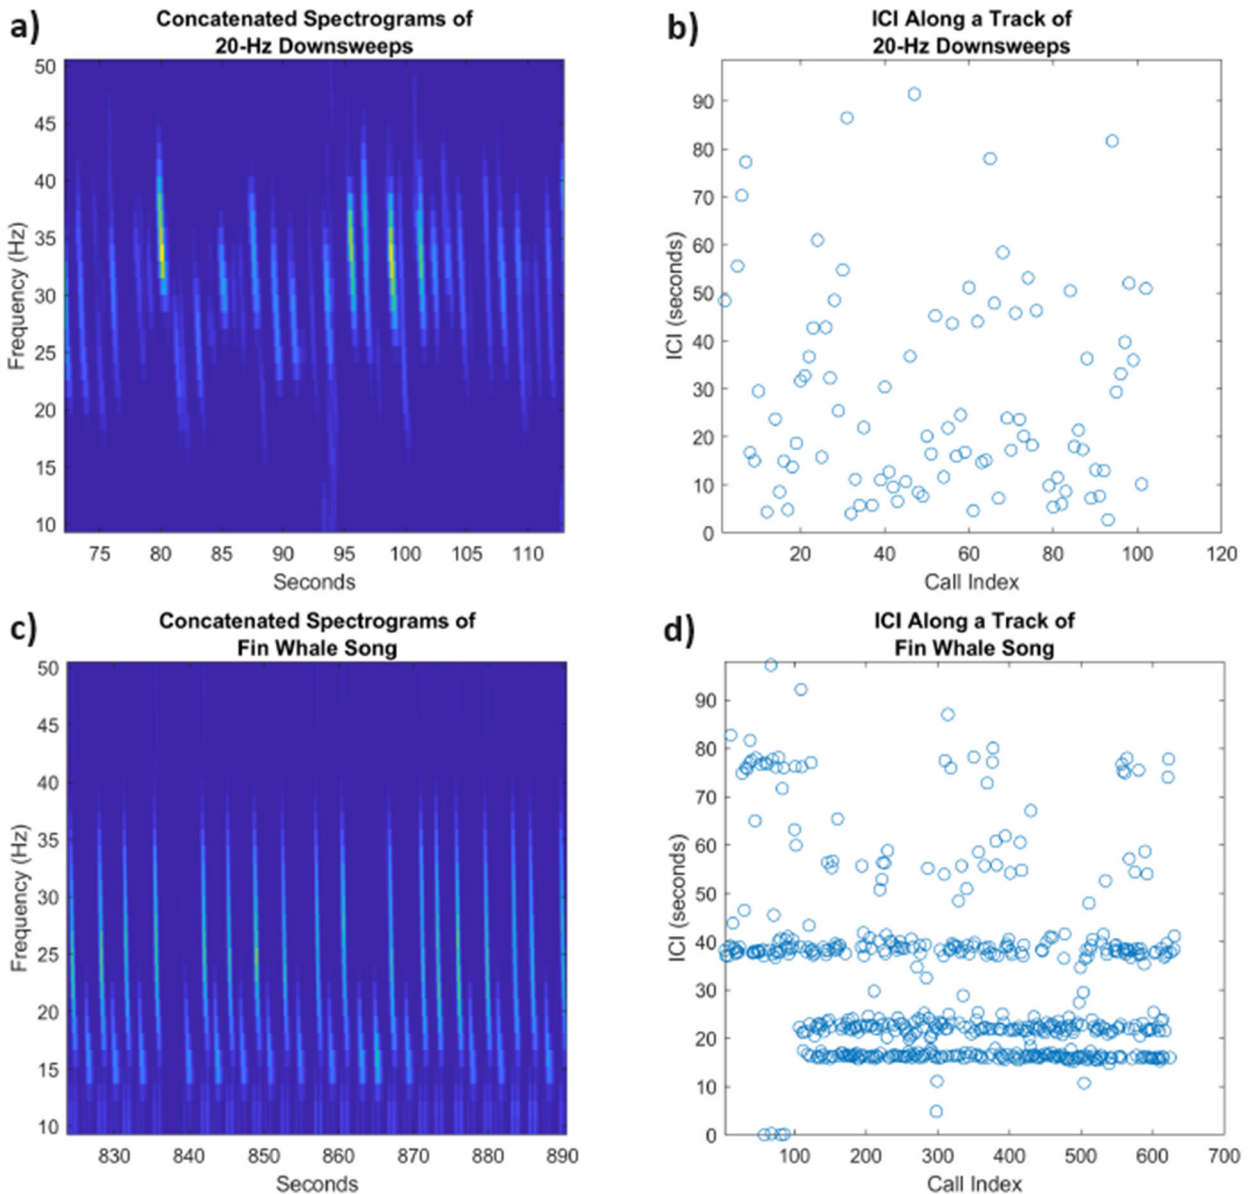 a)
Concatenated Spectrograms of
20-Hz Downsweeps
50
45
40
35
30
25
20
15
10
Frequency (Hz)
75 80 85 90 95 100 105 110
Seconds
b)
ICI Along a Track of
20-Hz Downsweeps
90
80
70
60
50
40
30
20
10
0
ICI (seconds)
20 40 60 80 100 120
Call Index
c)
Concatenated Spectrograms of
Fin Whale Song
50
45
40
35
30
25
20
15
10
Frequency (Hz)
830 840 850 860 870 880 890
Seconds
d)
ICI Along a Track of
Fin Whale Song
90
80
70
60
50
40
30
20
10
0
ICI (seconds)
100 200 300 400 500 600 700
Call Index